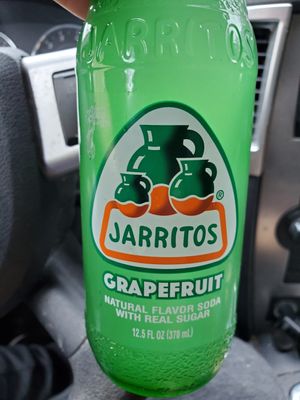 JARRITOS
®
JARRITOS
GRAPEFRUIT
NATURAL FLAVOR SODA
WITH REAL SUGAR
12.5 FL OZ (370 mL)